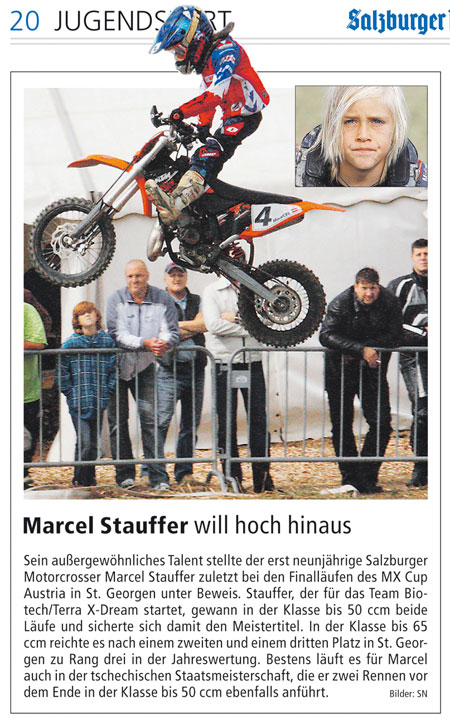 20 JUGENDSPORT Salzburger
4
Marcel Stauffer will hoch hinaus
Sein außergewöhnliches Talent stellte der erst neunjährige Salzburger
Motorcrosser Marcel Stauffer zuletzt bei den Finalläufen des MX Cup
Austria in St. Georgen unter Beweis. Stauffer, der für das Team Bio-
tech/Terra X-Dream startet, gewann in der Klasse bis 50 ccm beide
Läufe und sicherte sich damit den Meistertitel. In der Klasse bis 65
ccm reichte es nach einem zweiten und einem dritten Platz in St. Geor-
gen zu Rang drei in der Jahreswertung. Bestens läuft es für Marcel
auch in der tschechischen Staatsmeisterschaft, die er zwei Rennen vor
dem Ende in der Klasse bis 50 ccm ebenfalls anführt. Bilder: SN